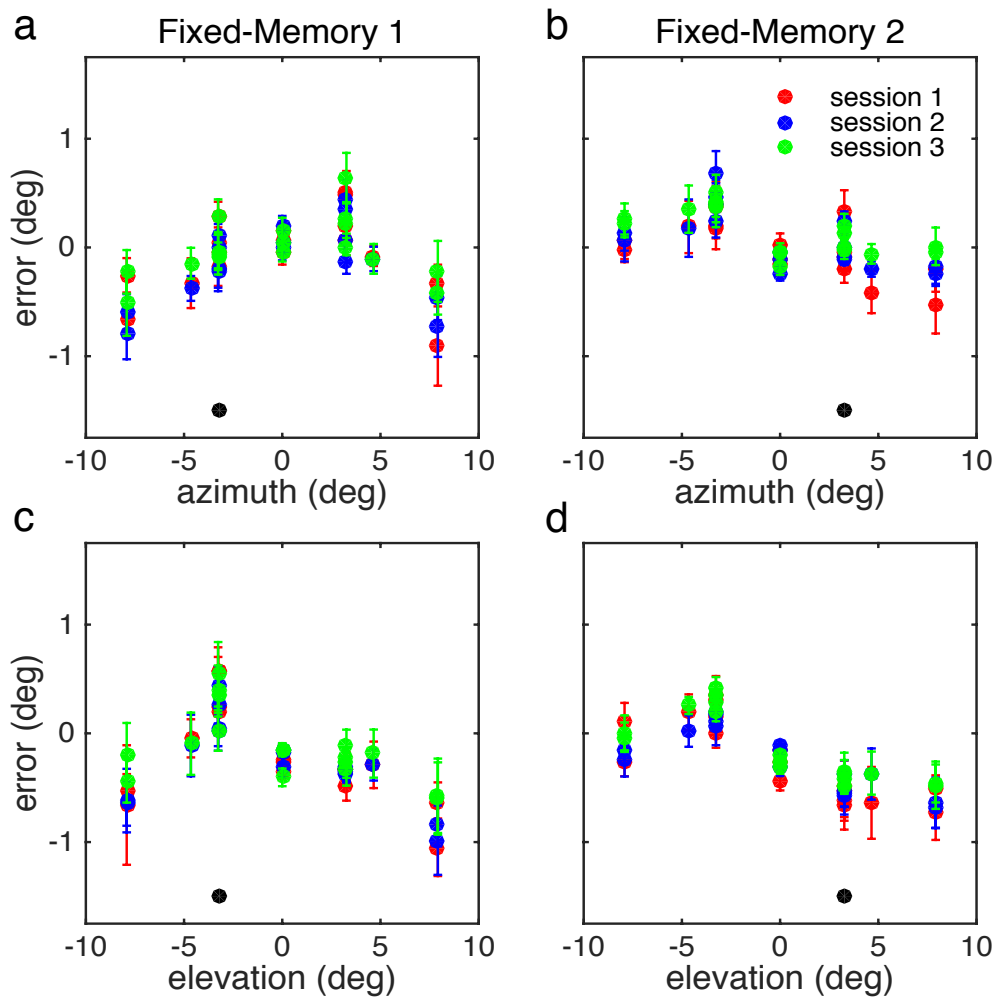 a
Fixed-Memory 1
b
Fixed-Memory 2
session 1
session 2
session 3
1
0
-1
error (deg)
-10
-5
0
5
10
azimuth (deg)
-10
-5
0
5
10
azimuth (deg)
c
d
1
0
-1
error (deg)
-10
-5
0
5
10
elevation (deg)
-10
-5
0
5
10
elevation (deg)